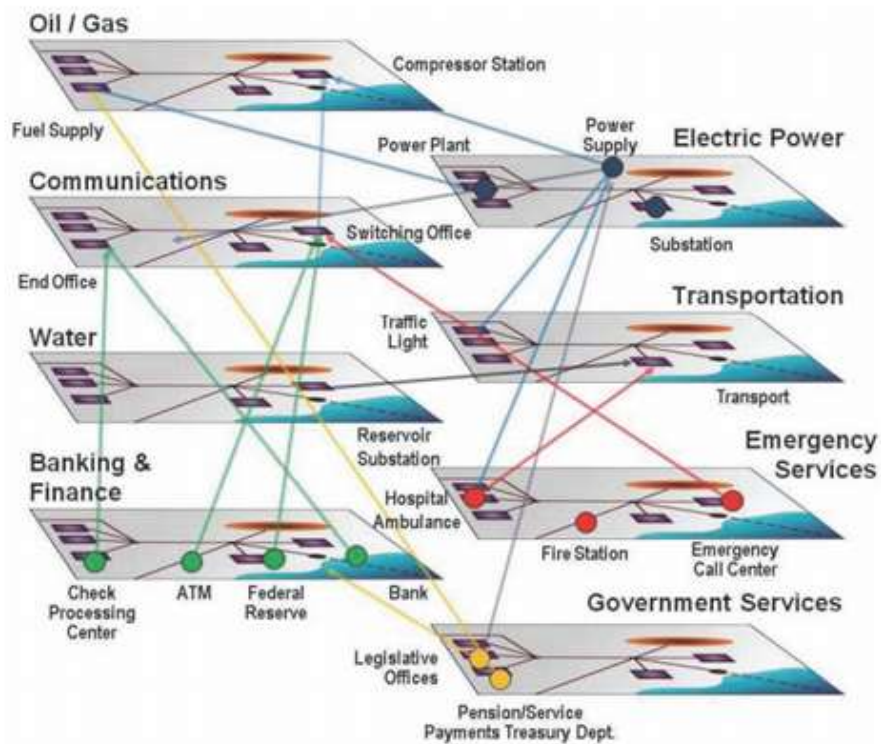 Oil / Gas
Compressor Station
Fuel Supply
Power Plant
Power
Supply
Electric Power
Substation
Communications
Switching Office
End Office
Transportation
Traffic
Light
Transport
Water
Reservoir
Substation
Banking &
Finance
Emergency
Services
Hospital
Ambulance
Fire Station
Emergency
Call Center
Check
Processing
Center
ATM
Federal
Reserve
Bank
Government Services
Legislative
Offices
Pension/Service
Payments Treasury Dept.